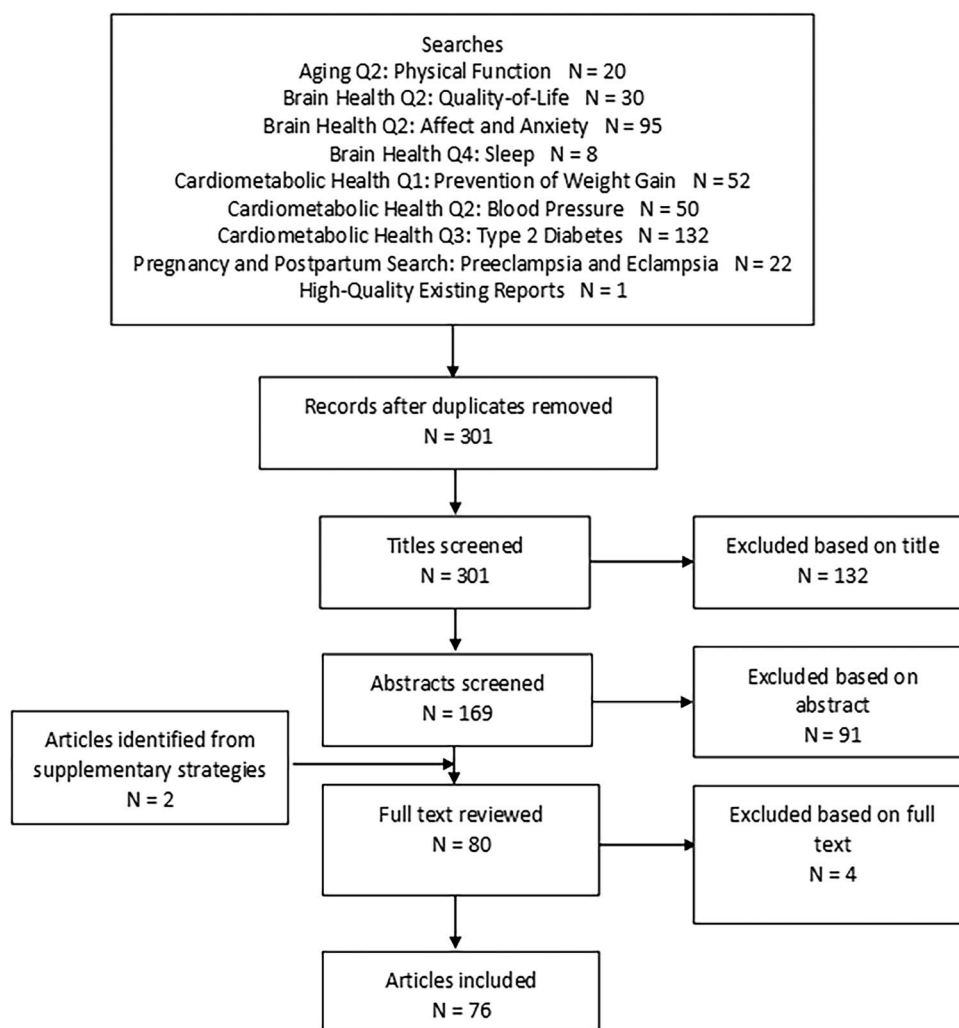 Searches
Aging Q2: Physical Function N = 20
Brain Health Q2: Quality-of-Life N = 30
Brain Health Q2: Affect and Anxiety N = 95
Brain Health Q4: Sleep N = 8
Cardiometabolic Health Q1: Prevention of Weight Gain N = 52
Cardiometabolic Health Q2: Blood Pressure N = 50
Cardiometabolic Health Q3: Type 2 Diabetes N = 132
Pregnancy and Postpartum Search: Preeclampsia and Eclampsia N = 22
High-Quality Existing Reports N = 1
Records after duplicates removed
N = 301
Titles screened
N = 301
Excluded based on title
N = 132
Abstracts screened
N = 169
Excluded based on
abstract
N = 91
Articles identified from
supplementary strategies
N = 2
Full text reviewed
N = 80
Excluded based on full
text
N = 4
Articles included
N = 76